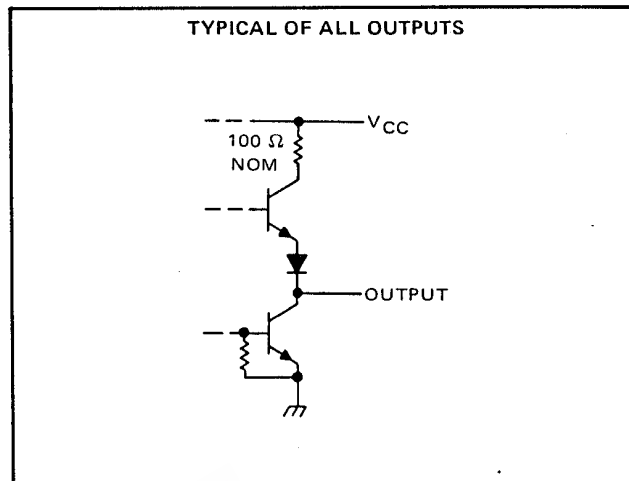 TYPICAL OF ALL OUTPUTS
VCC
100 Ω
NOM
OUTPUT